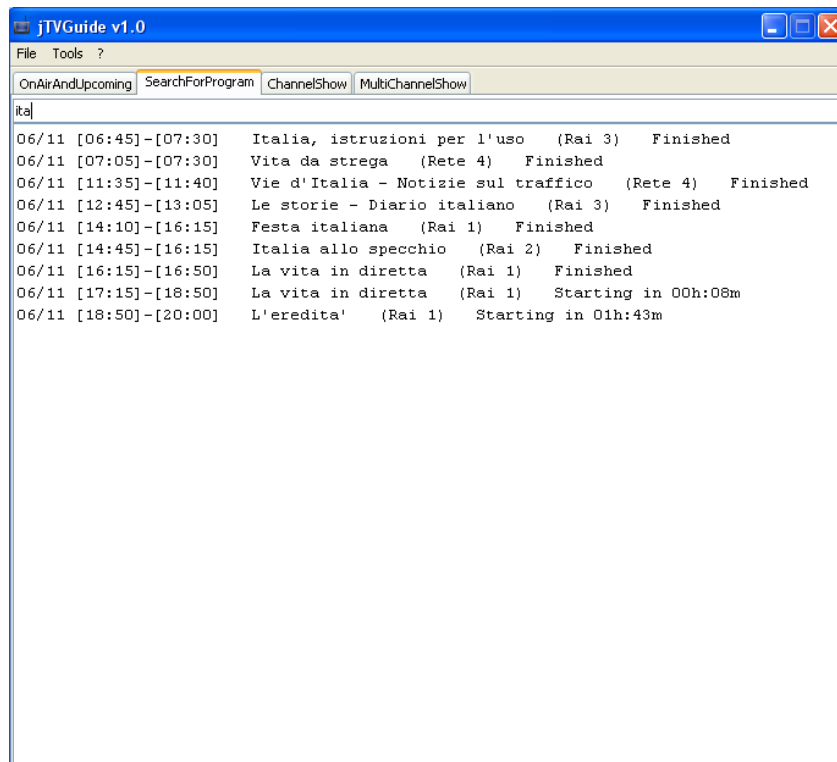 jTVGuide v1.0
File Tools ?
OnAirAndUpcoming SearchForProgram ChannelShow MultiChannelShow
ita
06/11 [06:45]-[07:30] Italia, istruzioni per l'uso (Rai 3) Finished
06/11 [07:05]-[07:30] Vita da strega (Rete 4) Finished
06/11 [11:35]-[11:40] Vie d'Italia - Notizie sul traffico (Rete 4) Finished
06/11 [12:45]-[13:05] Le storie - Diario italiano (Rai 3) Finished
06/11 [14:10]-[16:15] Festa italiana (Rai 1) Finished
06/11 [14:45]-[16:15] Italia allo specchio (Rai 2) Finished
06/11 [16:15]-[16:50] La vita in diretta (Rai 1) Finished
06/11 [17:15]-[18:50] La vita in diretta (Rai 1) Starting in 00h:08m
06/11 [18:50]-[20:00] L'eredita' (Rai 1) Starting in 01h:43m